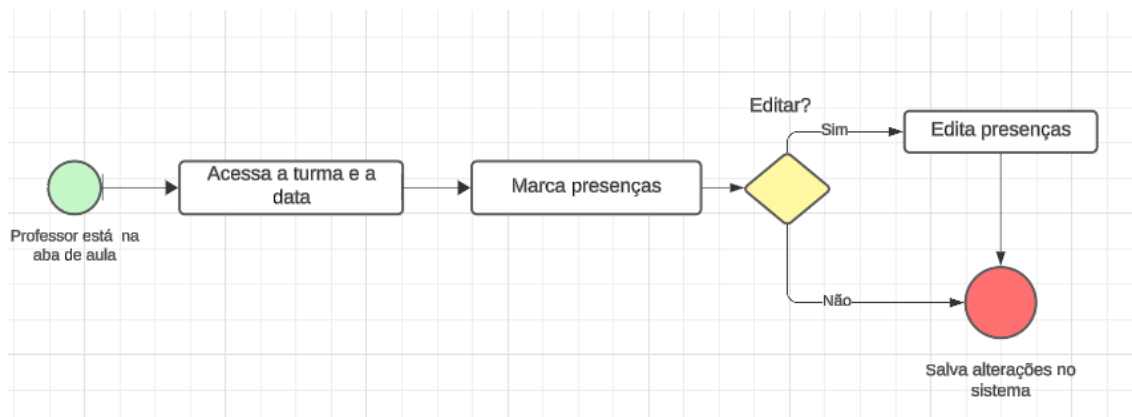 Professor está na
aba de aula
Acessa a turma e a
data
Marca presenças
Editar?
Sim
Edita presenças
Não
Salva alterações no
sistema